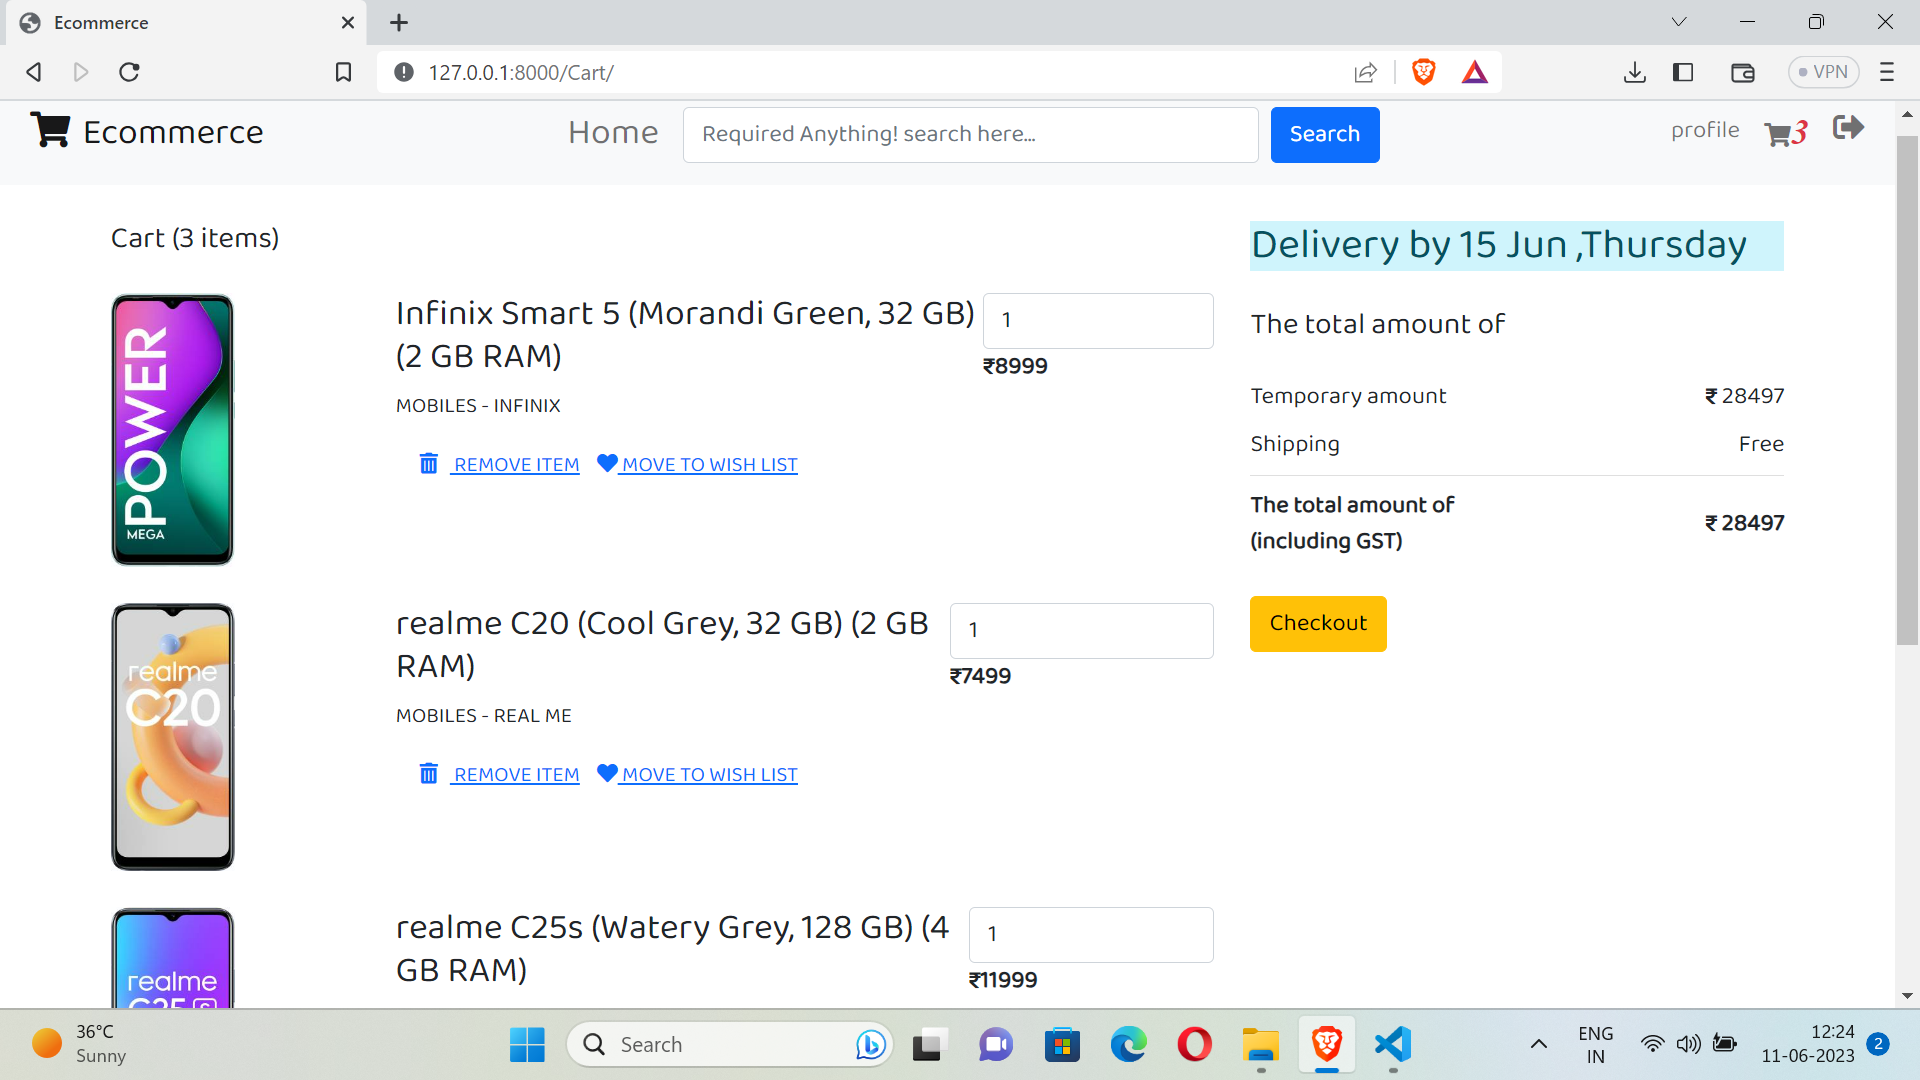 Ecommerce
127.0.0.1:8000/Cart/
VPN
Ecommerce
Home
Required Anything! search here...
Search
profile
3
Cart (3 items)
Delivery by 15 Jun ,Thursday
POWER
MEGA
Infinix Smart 5 (Morandi Green, 32 GB)
(2 GB RAM)
1
₹8999
MOBILES - INFINIX
REMOVE ITEM
MOVE TO WISH LIST
The total amount of
Temporary amount
₹ 28497
Shipping
Free
The total amount of
(including GST)
₹ 28497
Checkout
realme
C20
realme C20 (Cool Grey, 32 GB) (2 GB
RAM)
1
₹7499
MOBILES - REAL ME
REMOVE ITEM
MOVE TO WISH LIST
realme
C25 s
realme C25s (Watery Grey, 128 GB) (4
GB RAM)
1
₹11999
36°C
Sunny
Search
ENG
IN
12:24
11-06-2023
2